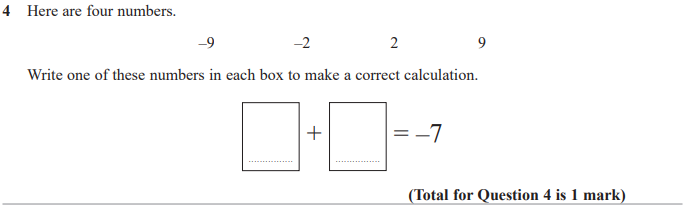 4 Here are four numbers.
–9 –2 2 9
Write one of these numbers in each box to make a correct calculation.
+ = –7
(Total for Question 4 is 1 mark)